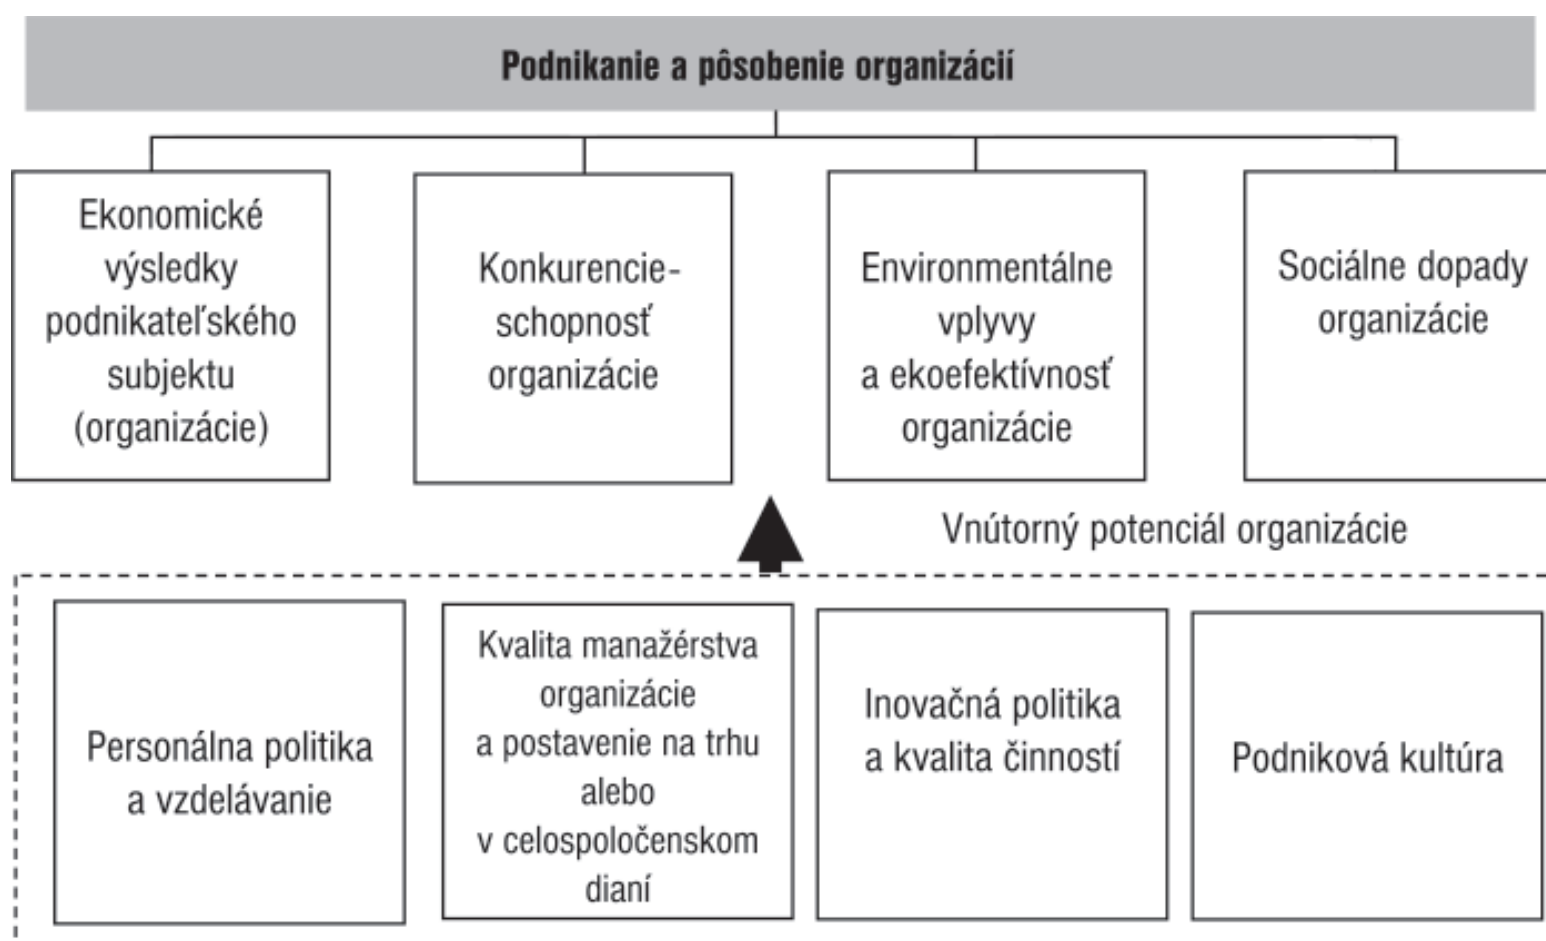 Podnikanie a pôsobenie organizácií
Ekonomické
výsledky
podnikateľského
subjektu
(organizácie)
Konkurencie-
schopnosť
organizácie
Environmentálne
vplyvy
a ekoefektívnosť
organizácie
Sociálne dopady
organizácie
Vnútorný potenciál organizácie
Personálna politika
a vzdelávanie
Kvalita manažérstva
organizácie
a postavenie na trhu
alebo
v celospoločenskom
dianí
Inovačná politika
a kvalita činností
Podniková kultúra